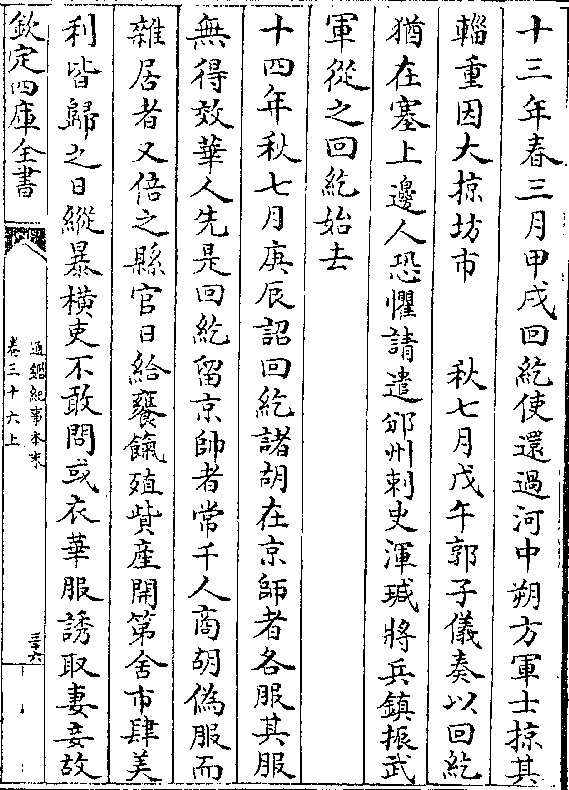 十三年春三月甲戌回紇使還過河中朔方軍士掠其
輜重因大掠坊市　　秋七月戊午郭子儀奏以回紇
猶在塞上邊人恐懼請遣邠州刺史渾瑊將兵鎮振武
軍從之回紇始去
十四年秋七月庚辰詔回紇諸胡在京師者各服其服
無得效華人先是回紇留京師者常千人商胡偽服而
雜居者又倍之縣官日給饔餼殖貲產開第舍市肆美
利皆歸之日縱暴橫吏不敢問或衣華服誘取妻妾故
欽定四庫全書
通鑑紀事本末
卷三十六上
三十六